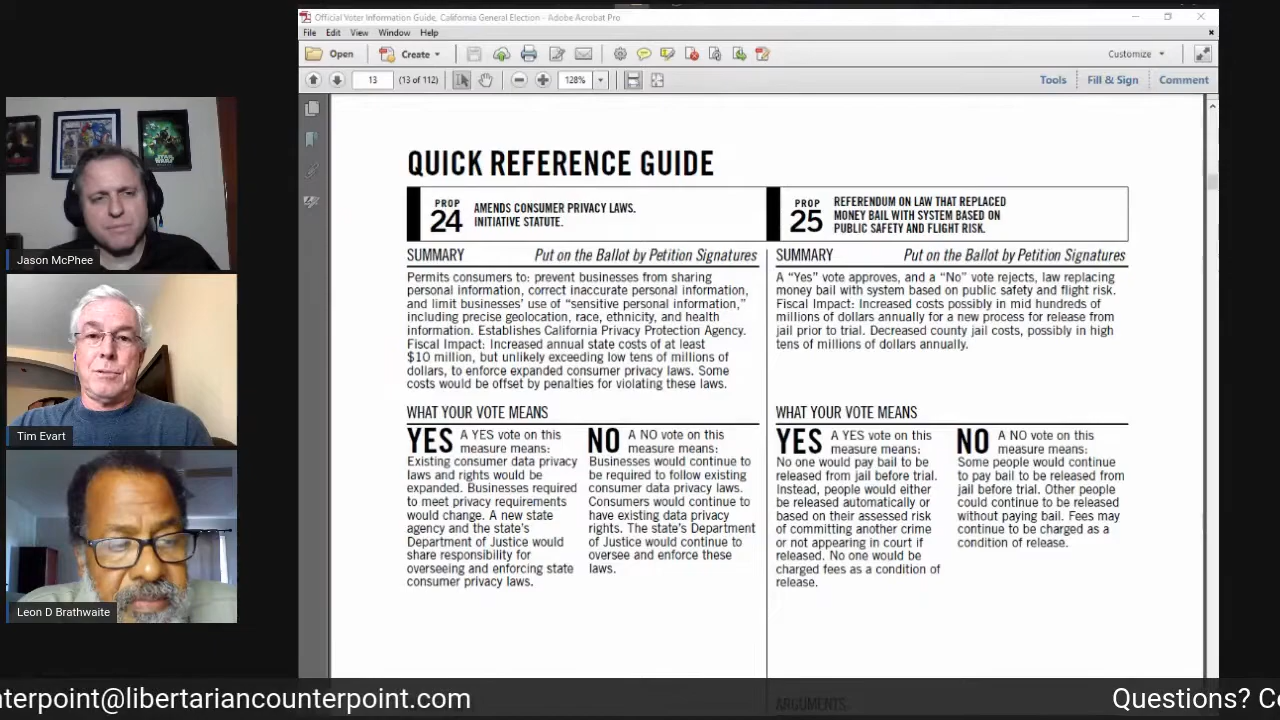 Official Voter Information Guide, California General Election - Adobe Acrobat Pro
File Edit View Window Help
Open Create Customize
13 (13 of 112) 128% Tools Fill & Sign Comment
QUICK REFERENCE GUIDE
PROP
24
AMENDS CONSUMER PRIVACY LAWS.
INITIATIVE STATUTE.
SUMMARY Put on the Ballot by Petition Signatures
Permits consumers to: prevent businesses from sharing
personal information, correct inaccurate personal information,
and limit businesses’ use of “sensitive personal information,”
including precise geolocation, race, ethnicity, and health
information. Establishes California Privacy Protection Agency.
Fiscal Impact: Increased annual state costs of at least
$10 million, but unlikely exceeding low tens of millions of
dollars, to enforce expanded consumer privacy laws. Some
costs would be offset by penalties for violating these laws.
WHAT YOUR VOTE MEANS
YES A YES vote on this
measure means:
Existing consumer data privacy
laws and rights would be
expanded. Businesses required
to meet privacy requirements
would change. A new state
agency and the state’s
Department of Justice would
share responsibility for
overseeing and enforcing state
consumer privacy laws.
NO A NO vote on this
measure means:
Businesses would continue to
be required to follow existing
consumer data privacy laws.
Consumers would continue to
have existing data privacy
rights. The state’s Department
of Justice would continue to
oversee and enforce these
laws.
PROP
25
REFERENDUM ON LAW THAT REPLACED
MONEY BAIL WITH SYSTEM BASED ON
PUBLIC SAFETY AND FLIGHT RISK.
SUMMARY Put on the Ballot by Petition Signatures
A “Yes” vote approves, and a “No” vote rejects, law replacing
money bail with system based on public safety and flight risk.
Fiscal Impact: Increased costs possibly in mid hundreds of
millions of dollars annually for a new process for release from
jail prior to trial. Decreased county jail costs, possibly in high
tens of millions of dollars annually.
WHAT YOUR VOTE MEANS
YES A YES vote on this
measure means:
No one would pay bail to be
released from jail before trial.
Instead, people would either
be released automatically or
based on their assessed risk
of committing another crime
or not appearing in court if
released. No one would be
charged fees as a condition of
release.
NO A NO vote on this
measure means:
Some people would continue
to pay bail to be released from
jail before trial. Other people
could continue to be released
without paying bail. Fees may
continue to be charged as a
condition of release.
ARGUMENTS
STAR
WARS
Jason McPhee
Tim Evart
Leon D Brathwaite
nterpoint@libertariancounterpoint.com Questions? Co